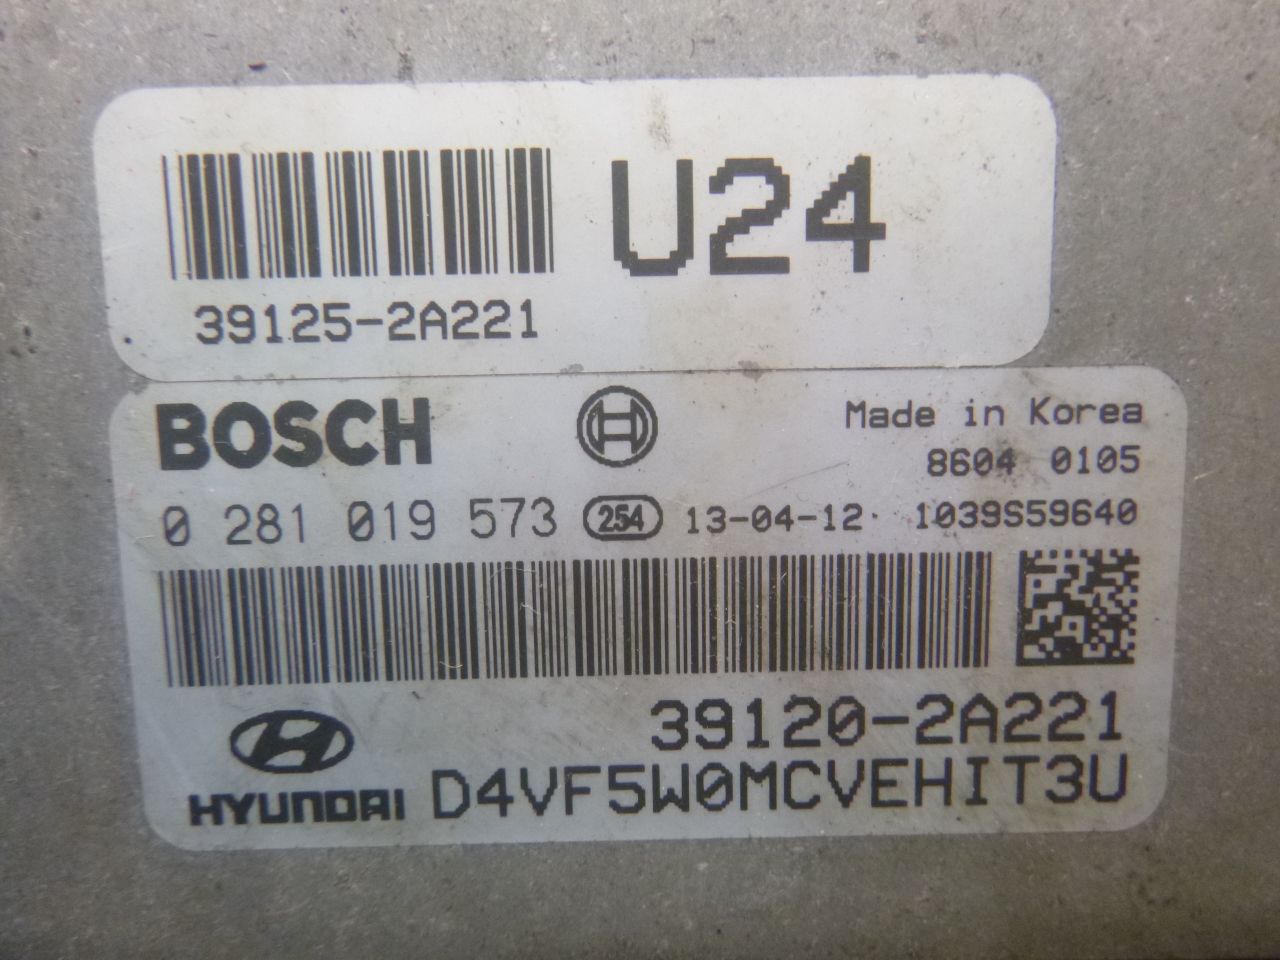 U24
39125-2A221
BOSCH
Made in Korea
8604 0105
0 281 019 573 254 13-04-12 1039S59640
39120-2A221
HYUNDAI D4VF5W0MCVEHIT3U